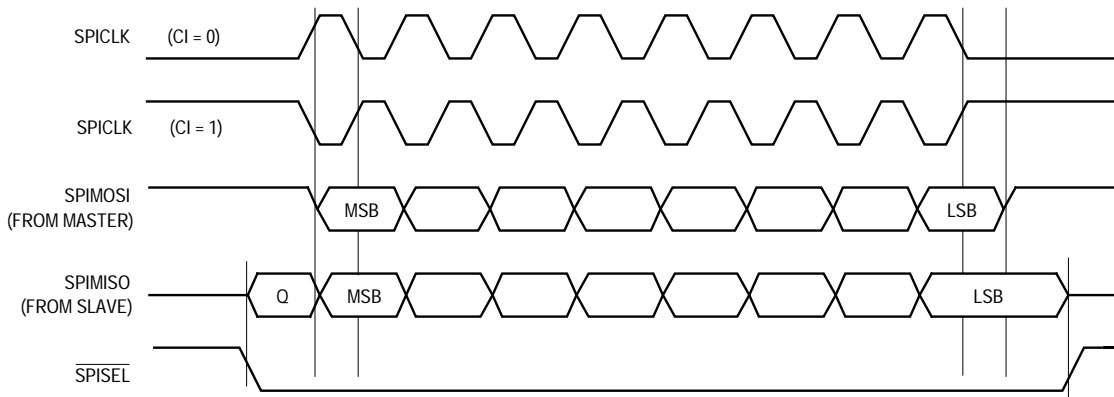 SPICLK (CI = 0)
SPICLK (CI = 1)
SPIMOSI
(FROM MASTER)
MSB LSB
SPIMISO
(FROM SLAVE)
Q MSB LSB
SPISEL